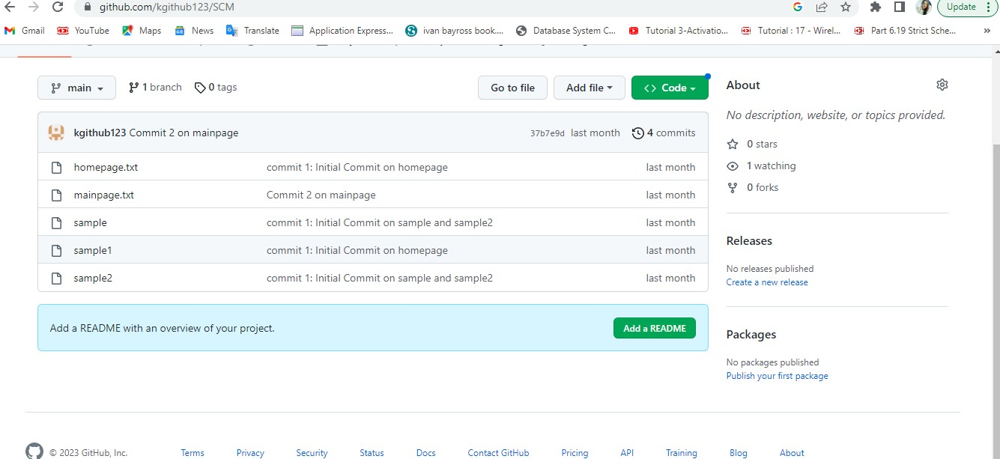 github.com/kgithub123/SCM
Update
Gmail YouTube Maps News Translate Application Express... ivan bayross book.... Database System C... Tutorial 3-Activatio... Tutorial : 17 - Wirel... Part 6.19 Strict Sche... »
main 1 branch 0 tags Go to file Add file <> Code
kgithub123 Commit 2 on mainpage 37b7e9d last month 4 commits
homepage.txt commit 1: Initial Commit on homepage last month
mainpage.txt Commit 2 on mainpage last month
sample commit 1: Initial Commit on sample and sample2 last month
sample1 commit 1: Initial Commit on homepage last month
sample2 commit 1: Initial Commit on sample and sample2 last month
Add a README with an overview of your project. Add a README
About
No description, website, or topics provided.
0 stars
1 watching
0 forks
Releases
No releases published
Create a new release
Packages
No packages published
Publish your first package
© 2023 GitHub, Inc. Terms Privacy Security Status Docs Contact GitHub Pricing API Training Blog About